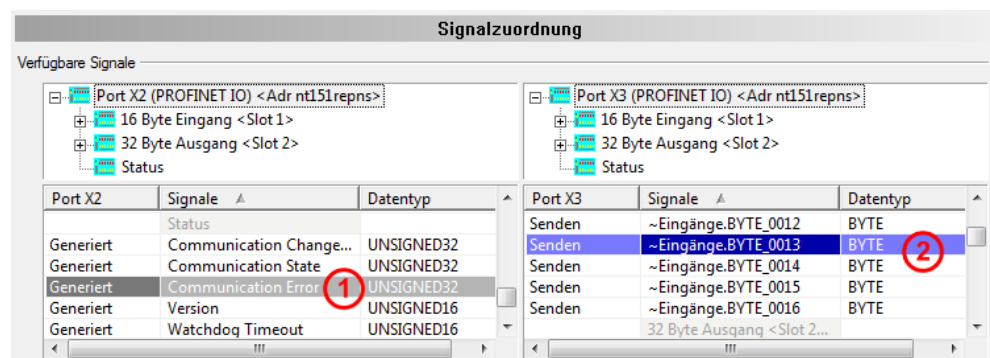 Signalzuordnung
Verfügbare Signale
Port X2 (PROFINET IO) <Adr nt151repns>
16 Byte Eingang <Slot 1>
32 Byte Ausgang <Slot 2>
Status
Port X2 Signale Datentyp
Status
Generiert Communication Change... UNSIGNED32
Generiert Communication State UNSIGNED32
Generiert Communication Error 1 UNSIGNED32
Generiert Version UNSIGNED16
Generiert Watchdog Timeout UNSIGNED16
Port X3 (PROFINET IO) <Adr nt151repns>
16 Byte Eingang <Slot 1>
32 Byte Ausgang <Slot 2>
Status
Port X3 Signale Datentyp
Senden ~Eingänge.BYTE_0012 BYTE
Senden ~Eingänge.BYTE_0013 BYTE 2
Senden ~Eingänge.BYTE_0014 BYTE
Senden ~Eingänge.BYTE_0015 BYTE
Senden ~Eingänge.BYTE_0016 BYTE
32 Byte Ausgang <Slot 2...